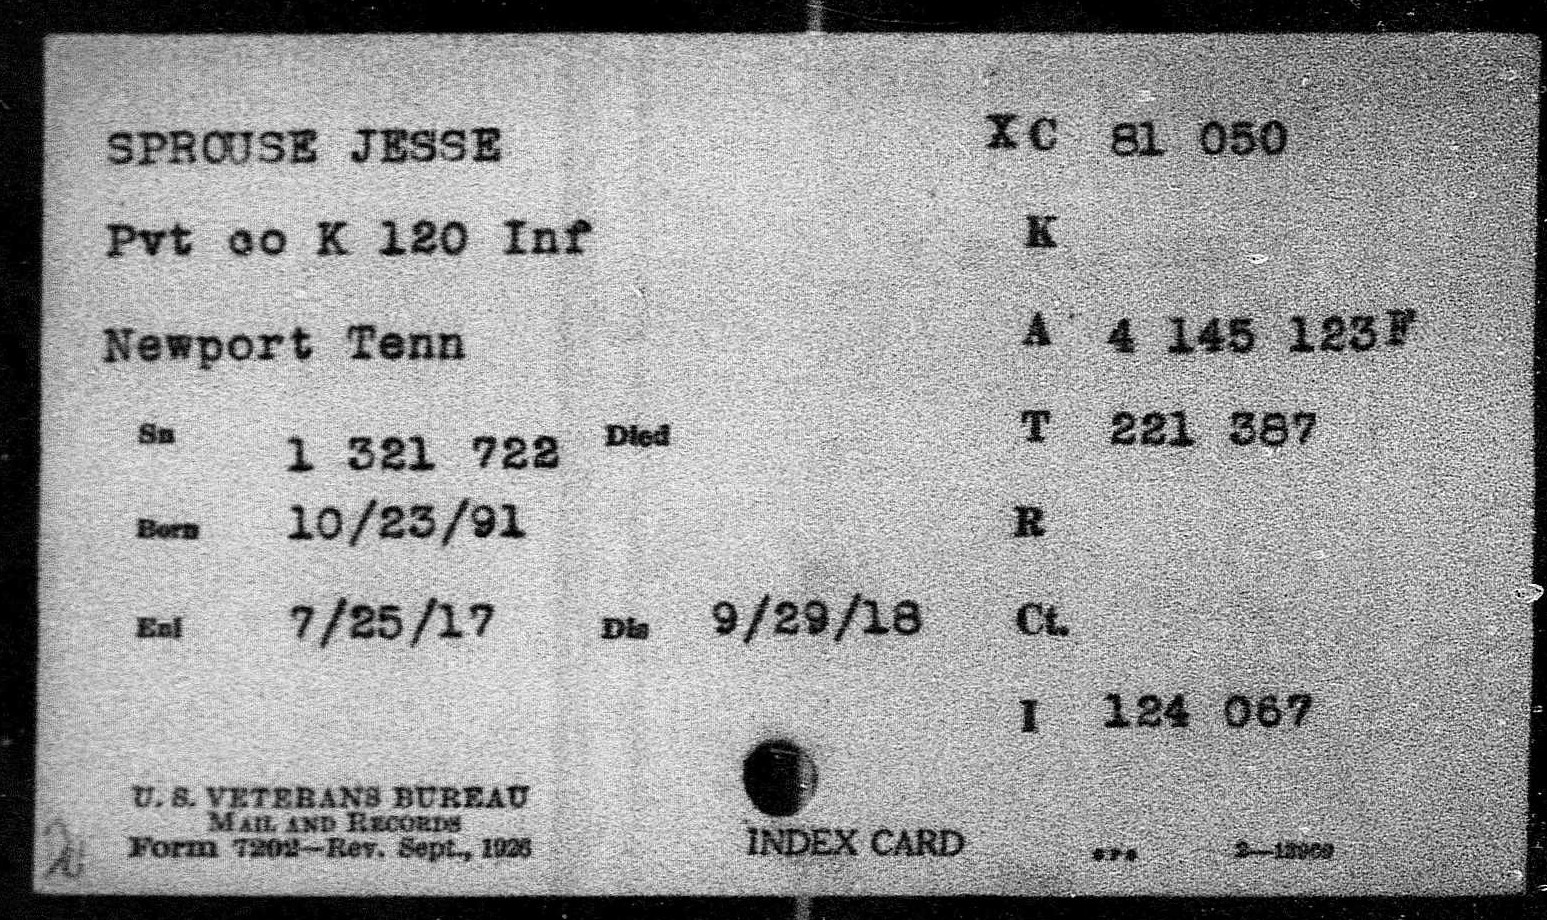 SPROUSE JESSE
XC 81 050
Pvt co K 120 Inf
K
Newport Tenn
A 4 145 123F
Sn 1 321 722 Died
T 221 387
Born 10/23/91
R
Enl 7/25/17 Dis 9/29/18
Ct.
I 124 067
U. S. VETERANS BUREAU
MAIL AND RECORDS
Form 7202—Rev. Sept., 1926
INDEX CARD
GPO